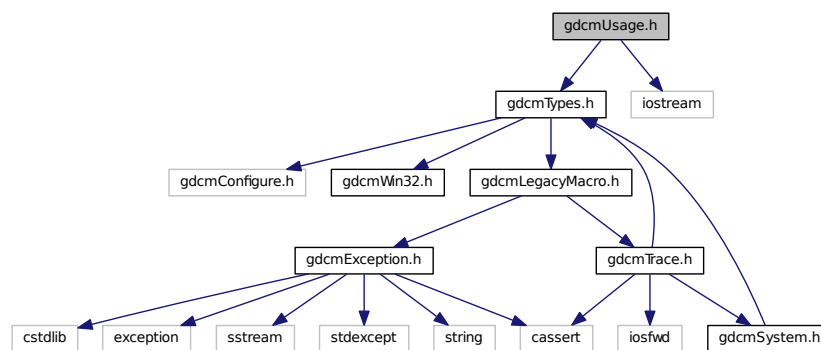 gdcmUsage.h
gdcmTypes.h
iostream
gdcmConfigure.h
gdcmWin32.h
gdcmLegacyMacro.h
gdcmException.h
gdcmTrace.h
cstdlib
exception
sstream
stdexcept
string
cassert
iosfwd
gdcmSystem.h